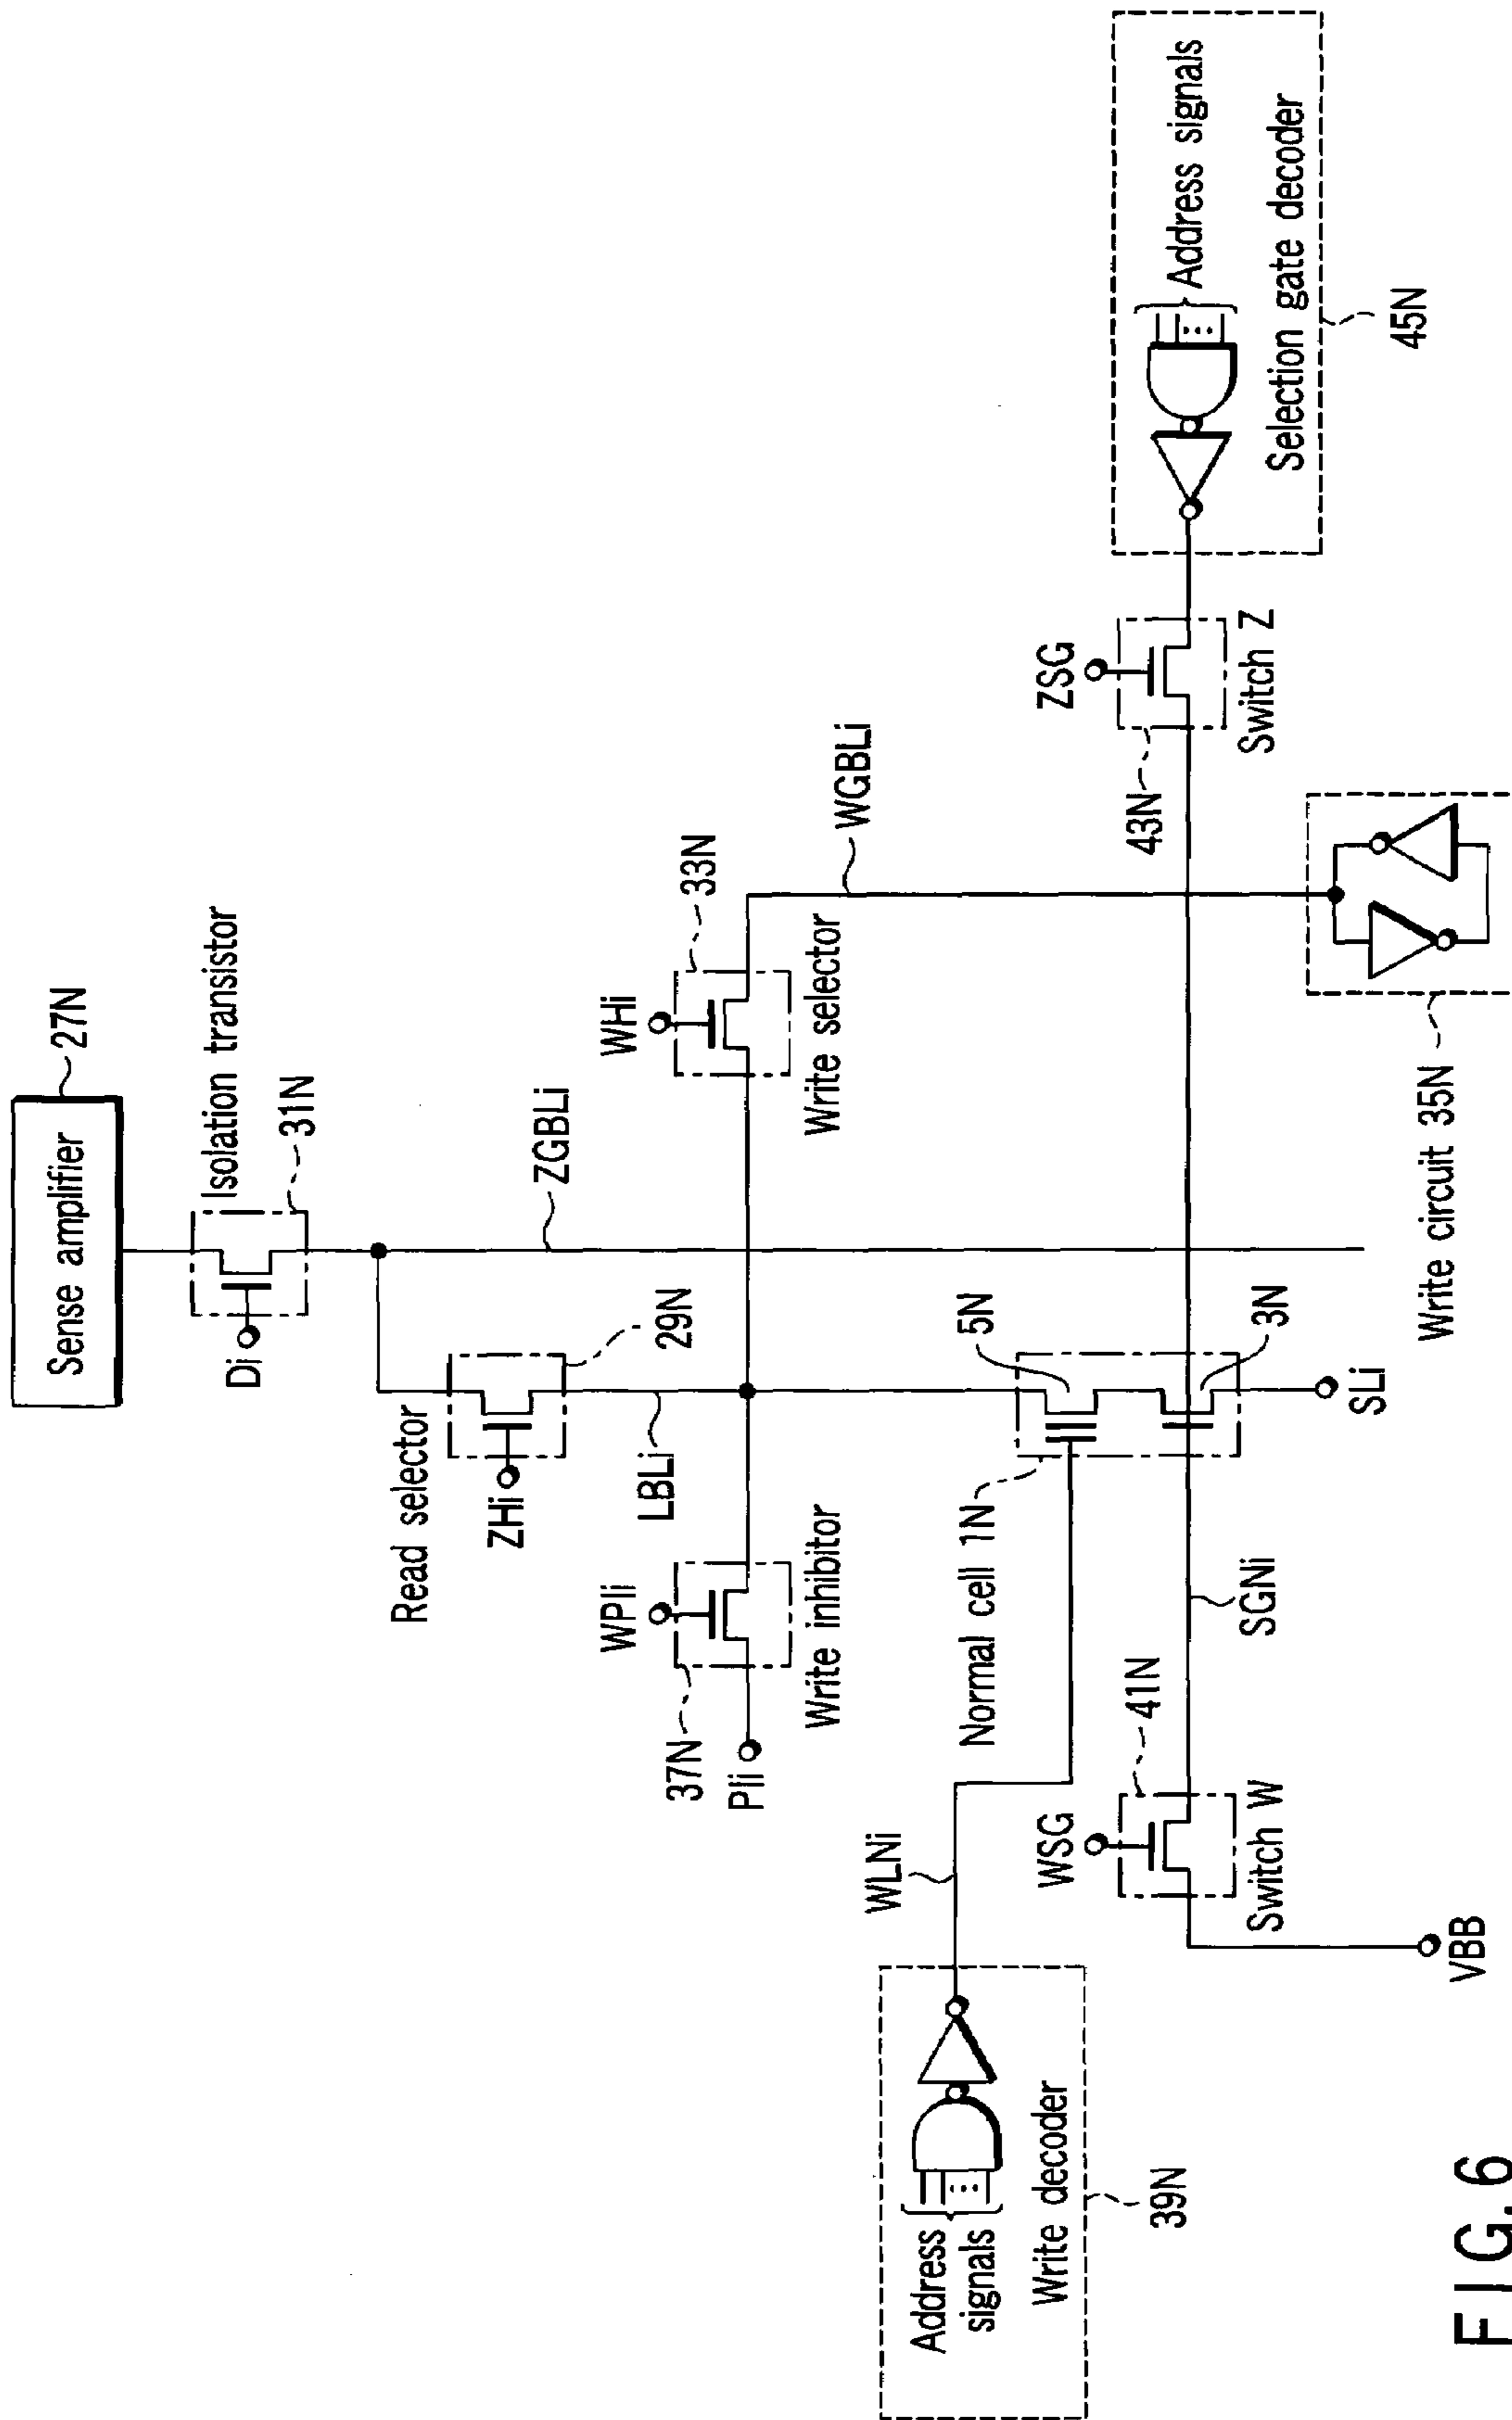 Sense amplifier
27N
Isolation transistor
31N
Di
ZGBLi
Read selector
29N
ZHi
LBLi
WPIi
37N
PIi
Write inhibitor
WHi
33N
Write selector
WGBLi
Normal cell 1N
5N
3N
SLi
WLNi
Address
signals
Write decoder
39N
WSG
41N
Switch W
VBB
SGNi
ZSG
43N
Switch Z
Address signals
Selection gate decoder
45N
Write circuit 35N
FIG. 6